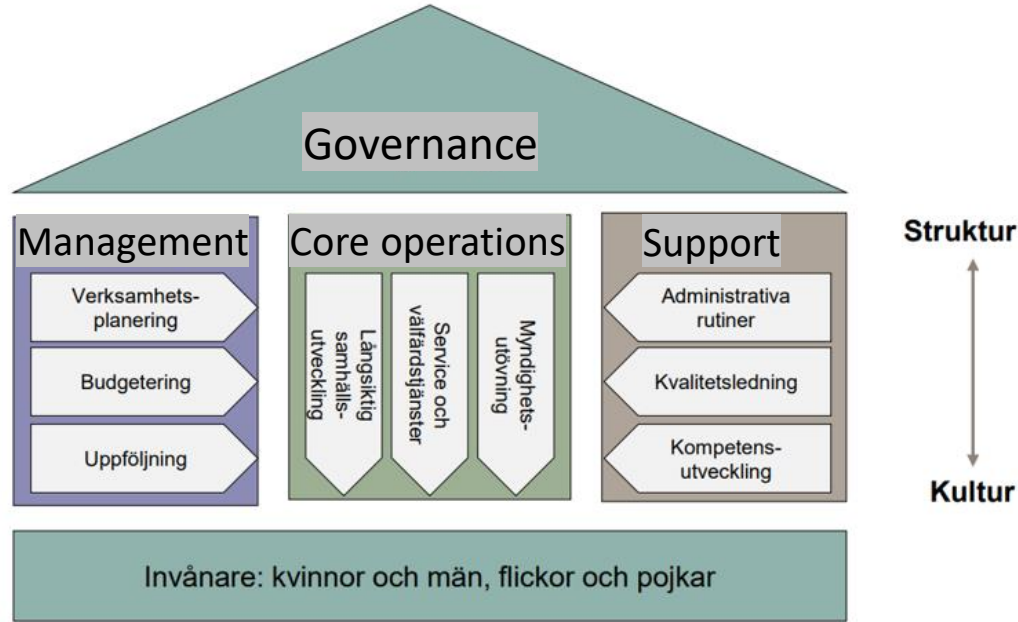 Governance
Management
Verksamhets-
planering
Budgetering
Uppföljning
Core operations
Långsiktig
samhälls-
utveckling
Service och
välfärdstjänster
Myndighets-
utövning
Support
Administrativa
rutiner
Kvalitetsledning
Kompetens-
utveckling
Struktur
Kultur
Invånare: kvinnor och män, flickor och pojkar